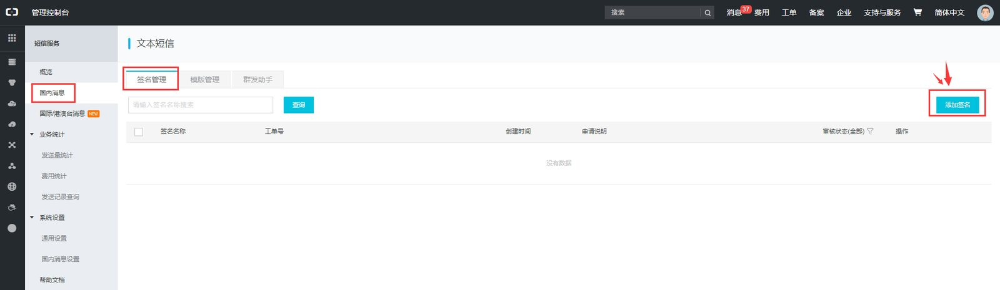 管理控制台
搜索
消息 37 费用 工单 备案 企业 支持与服务 简体中文
短信服务
概览
国内消息
国际/港澳台消息 NEW
业务统计
发送量统计
费用统计
发送记录查询
系统设置
通用设置
国内消息设置
帮助文档
文本短信
签名管理 模版管理 群发助手
请输入签名名称搜索 查询 添加签名
签名名称 工单号 创建时间 申请说明 审核状态(全部) 操作
没有数据